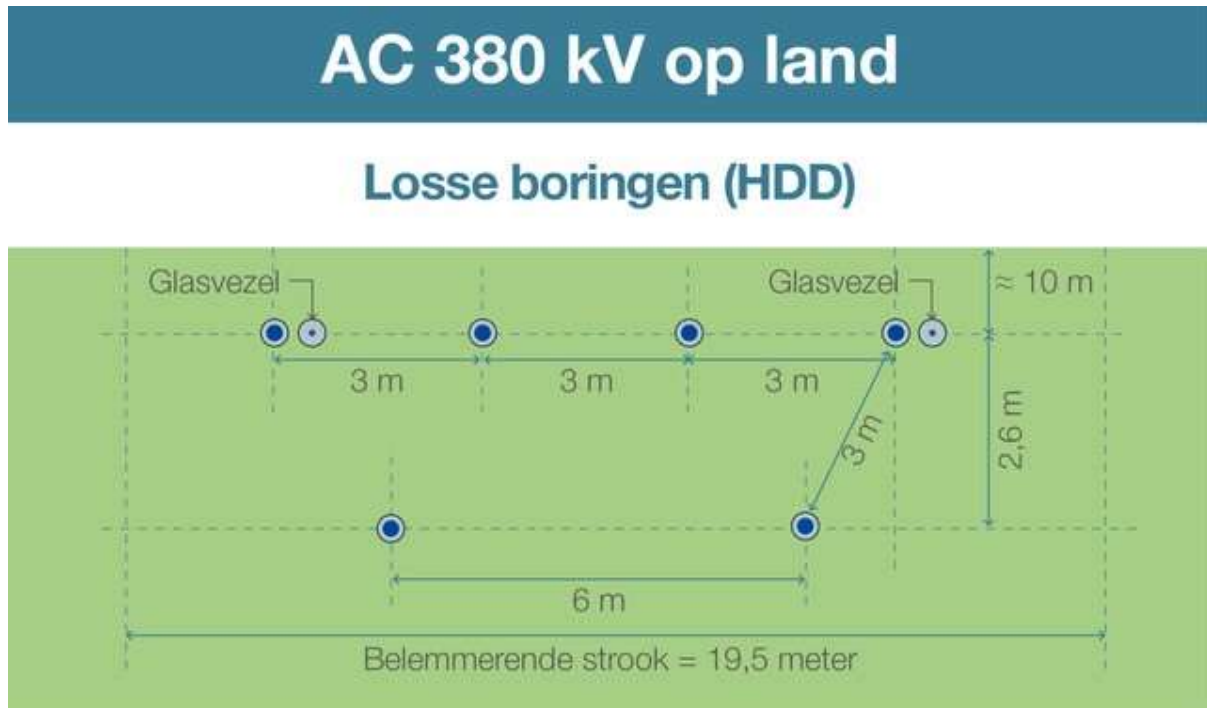 AC 380 kV op land
Losse boringen (HDD)
Glasvezel
Glasvezel
≈ 10 m
3 m
3 m
3 m
3 m
2,6 m
6 m
Belemmerende strook = 19,5 meter